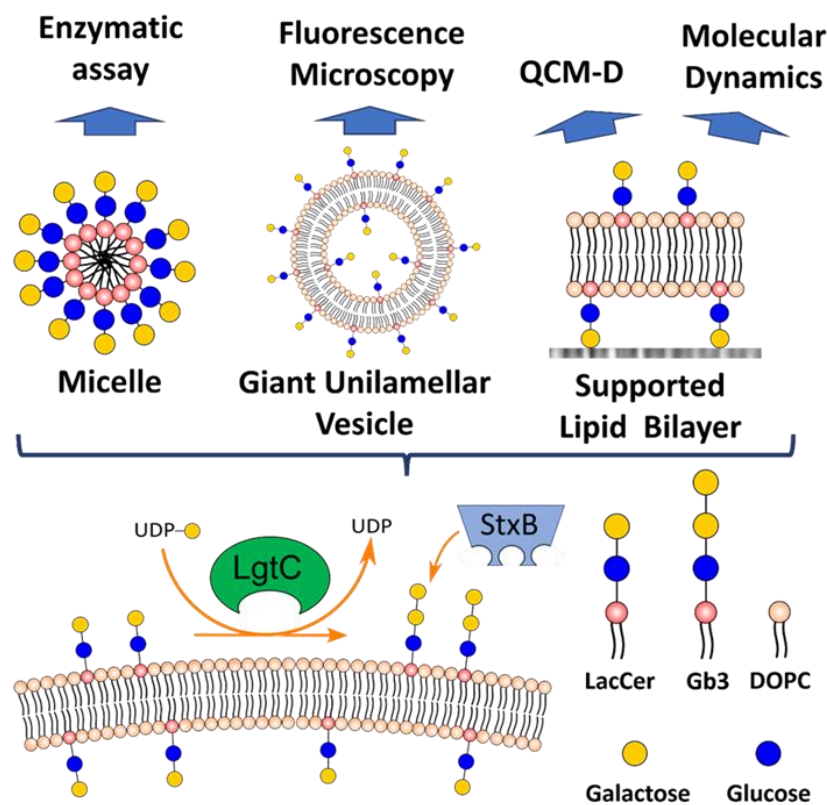 Enzymatic
assay
Fluorescence
Microscopy
QCM-D
Molecular
Dynamics
Micelle
Giant Unilamellar
Vesicle
Supported
Lipid Bilayer
UDP
LgtC
UDP
StxB
LacCer
Gb3
DOPC
Galactose
Glucose